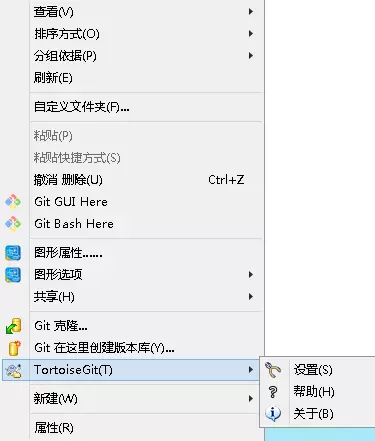 查看(V)
排序方式(O)
分组依据(P)
刷新(E)
自定义文件夹(F)...
粘贴(P)
粘贴快捷方式(S)
撤消 删除(U) Ctrl+Z
Git GUI Here
Git Bash Here
图形属性......
图形选项
共享(H)
Git 克隆...
Git 在这里创建版本库(Y)...
TortoiseGit(T)
设置(S)
新建(W)
帮助(H)
属性(R)
关于(B)